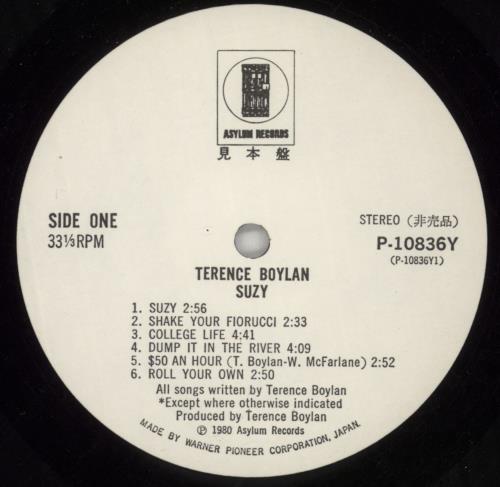 ASYLUM RECORDS
見本盤
SIDE ONE
33⅓RPM
STEREO (非売品)
P-10836Y
(P-10836Y1)
TERENCE BOYLAN
SUZY
1. SUZY 2:56
2. SHAKE YOUR FIORUCCI 2:33
3. COLLEGE LIFE 4:41
4. DUMP IT IN THE RIVER 4:09
5. $50 AN HOUR (T. Boylan-W. McFarlane) 2:52
6. ROLL YOUR OWN 2:50
All songs written by Terence Boylan
*Except where otherwise indicated
Produced by Terence Boylan
Ⓟ 1980 Asylum Records
MADE BY WARNER PIONEER CORPORATION, JAPAN.